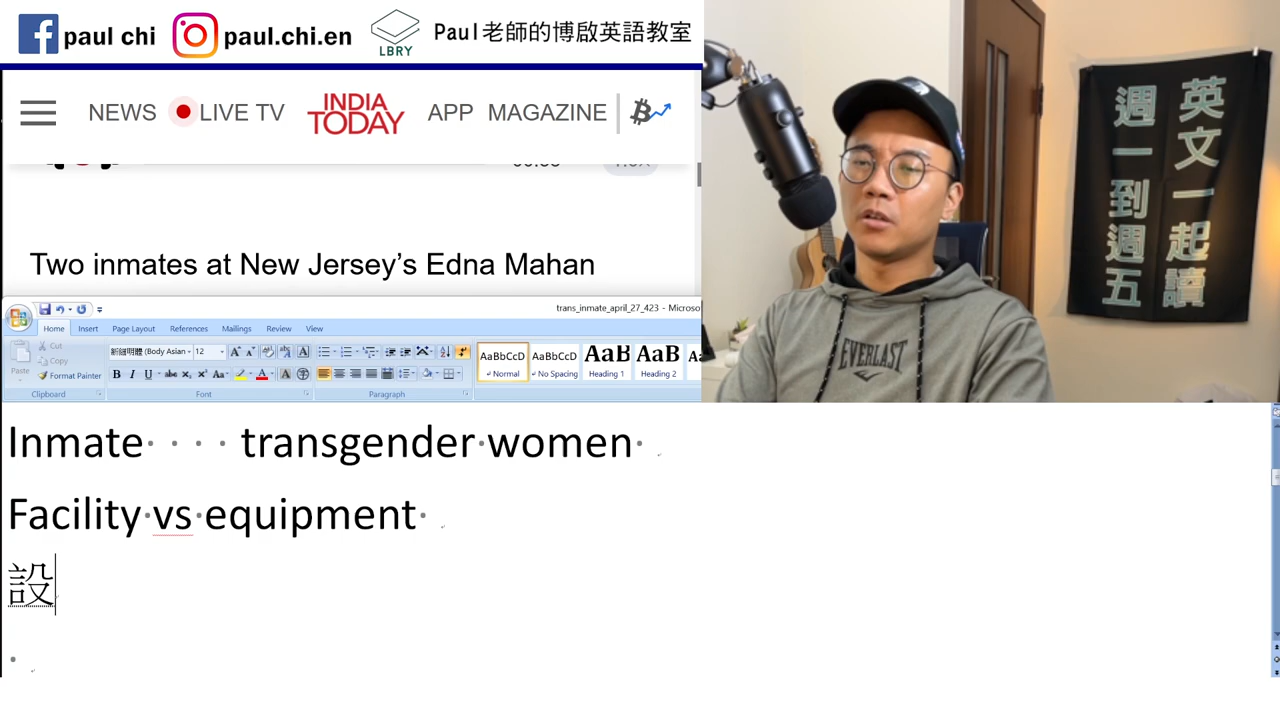 paul chi
paul.chi.en
LBRY
Paul老師的博啟英語教室
NEWS
LIVE TV
INDIA TODAY
APP
MAGAZINE
Two inmates at New Jersey’s Edna Mahan
trans_inmate_april_27_423 - Microso
Home Insert Page Layout References Mailings Review View
Paste
Cut
Copy
Format Painter
Clipboard
新細明體 (Body Asian
12
Font
Paragraph
AaBbCcD
Normal
AaBbCcD
No Spacing
AaB
Heading 1
AaB
Heading 2
Inmate transgender women
Facility vs equipment
設
英文一起讀
週一到週五
EVERLAST